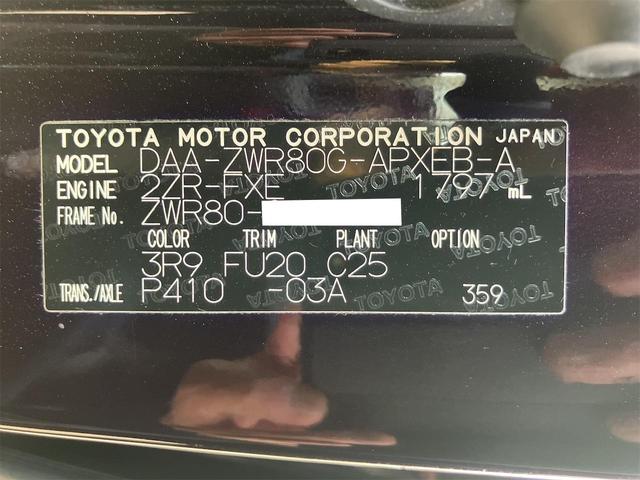 TOYOTA MOTOR CORPORATION JAPAN
MODEL DAA-ZWR80G-APXEB-A
ENGINE 2ZR-FXE 1797 mL
FRAME No. ZWR80-
COLOR TRIM PLANT OPTION
3R9 FU20 C25
TRANS./AXLE P410 -03A 359